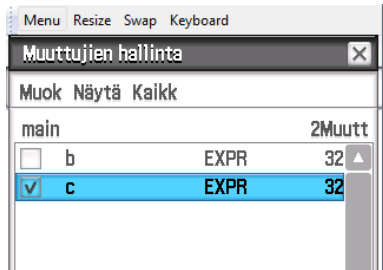 Menu Resize Swap Keyboard
Muuttujien hallinta
Muok Näytä Kaikk
main 2Muutt
b EXPR 32
c EXPR 32